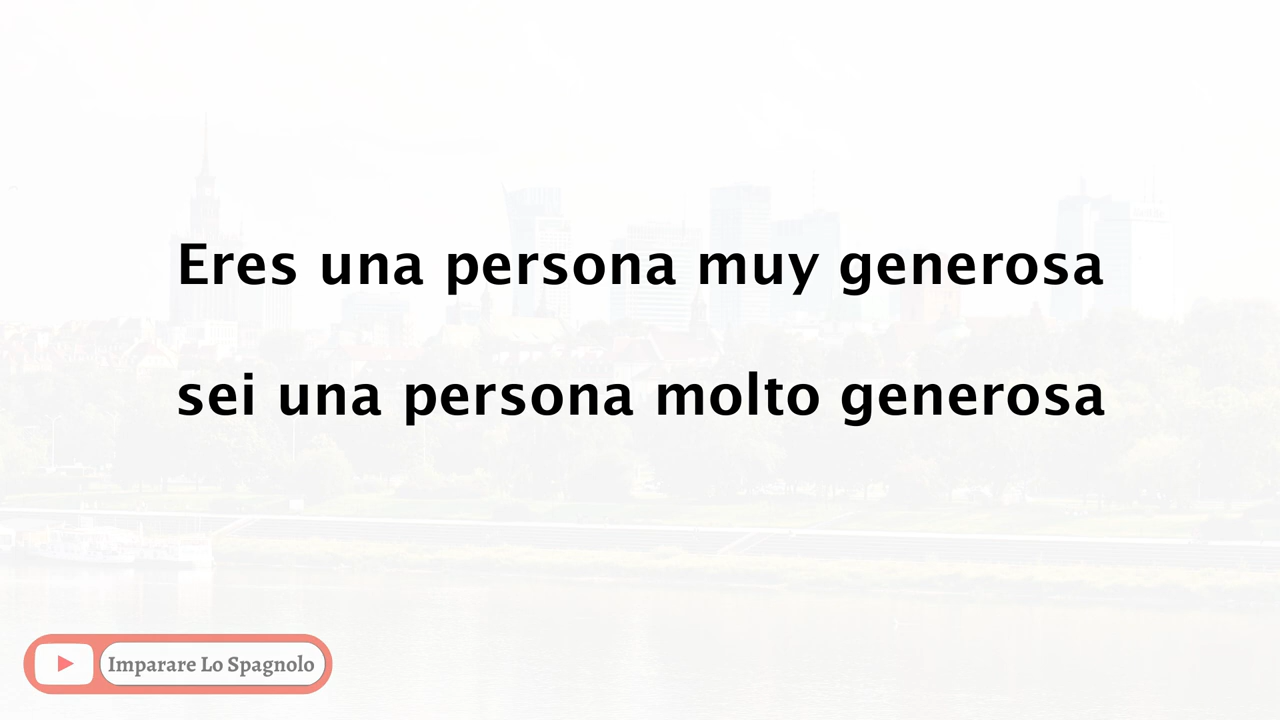 Eres una persona muy generosa
sei una persona molto generosa
Imparare Lo Spagnolo